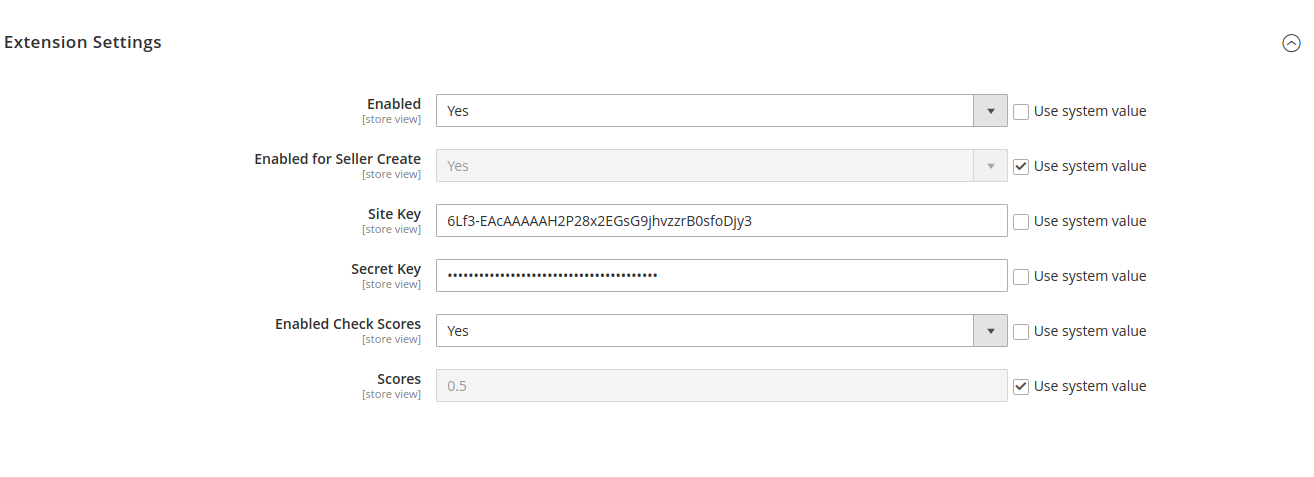 Extension Settings
Enabled
[store view]
Yes
Use system value
Enabled for Seller Create
[store view]
Yes
Use system value
Site Key
[store view]
6Lf3-EAcAAAAAH2P28x2EGsG9jhvzzrB0sfoDjy3
Use system value
Secret Key
[store view]
••••••••••••••••••••••••••••••••••••••••
Use system value
Enabled Check Scores
[store view]
Yes
Use system value
Scores
[store view]
0.5
Use system value